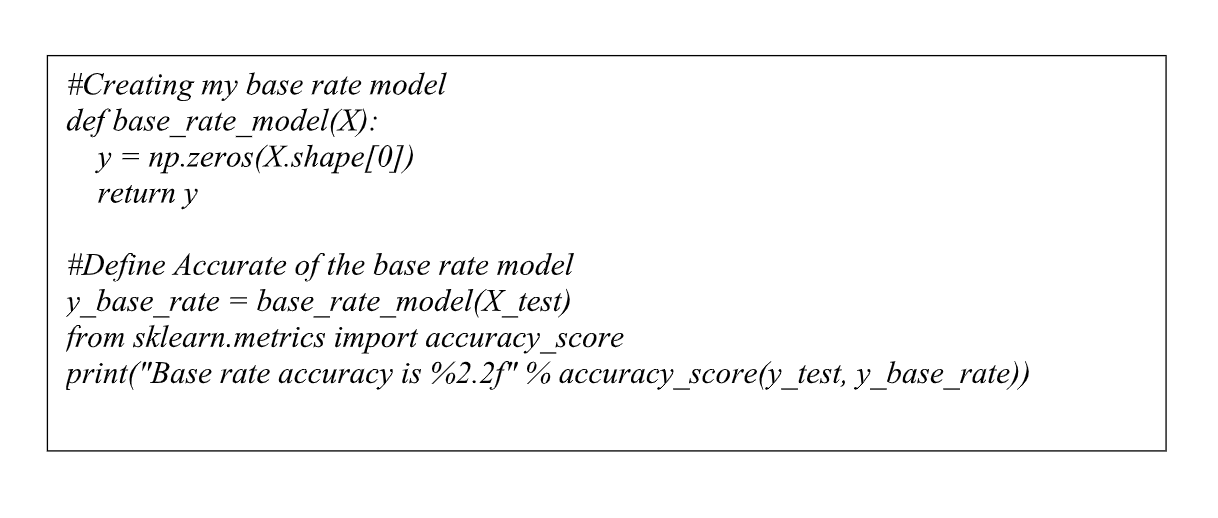 #Creating my base rate model
def base_rate_model(X):
    y = np.zeros(X.shape[0])
    return y

#Define Accurate of the base rate model
y_base_rate = base_rate_model(X_test)
from sklearn.metrics import accuracy_score
print("Base rate accuracy is %2.2f" % accuracy_score(y_test, y_base_rate))